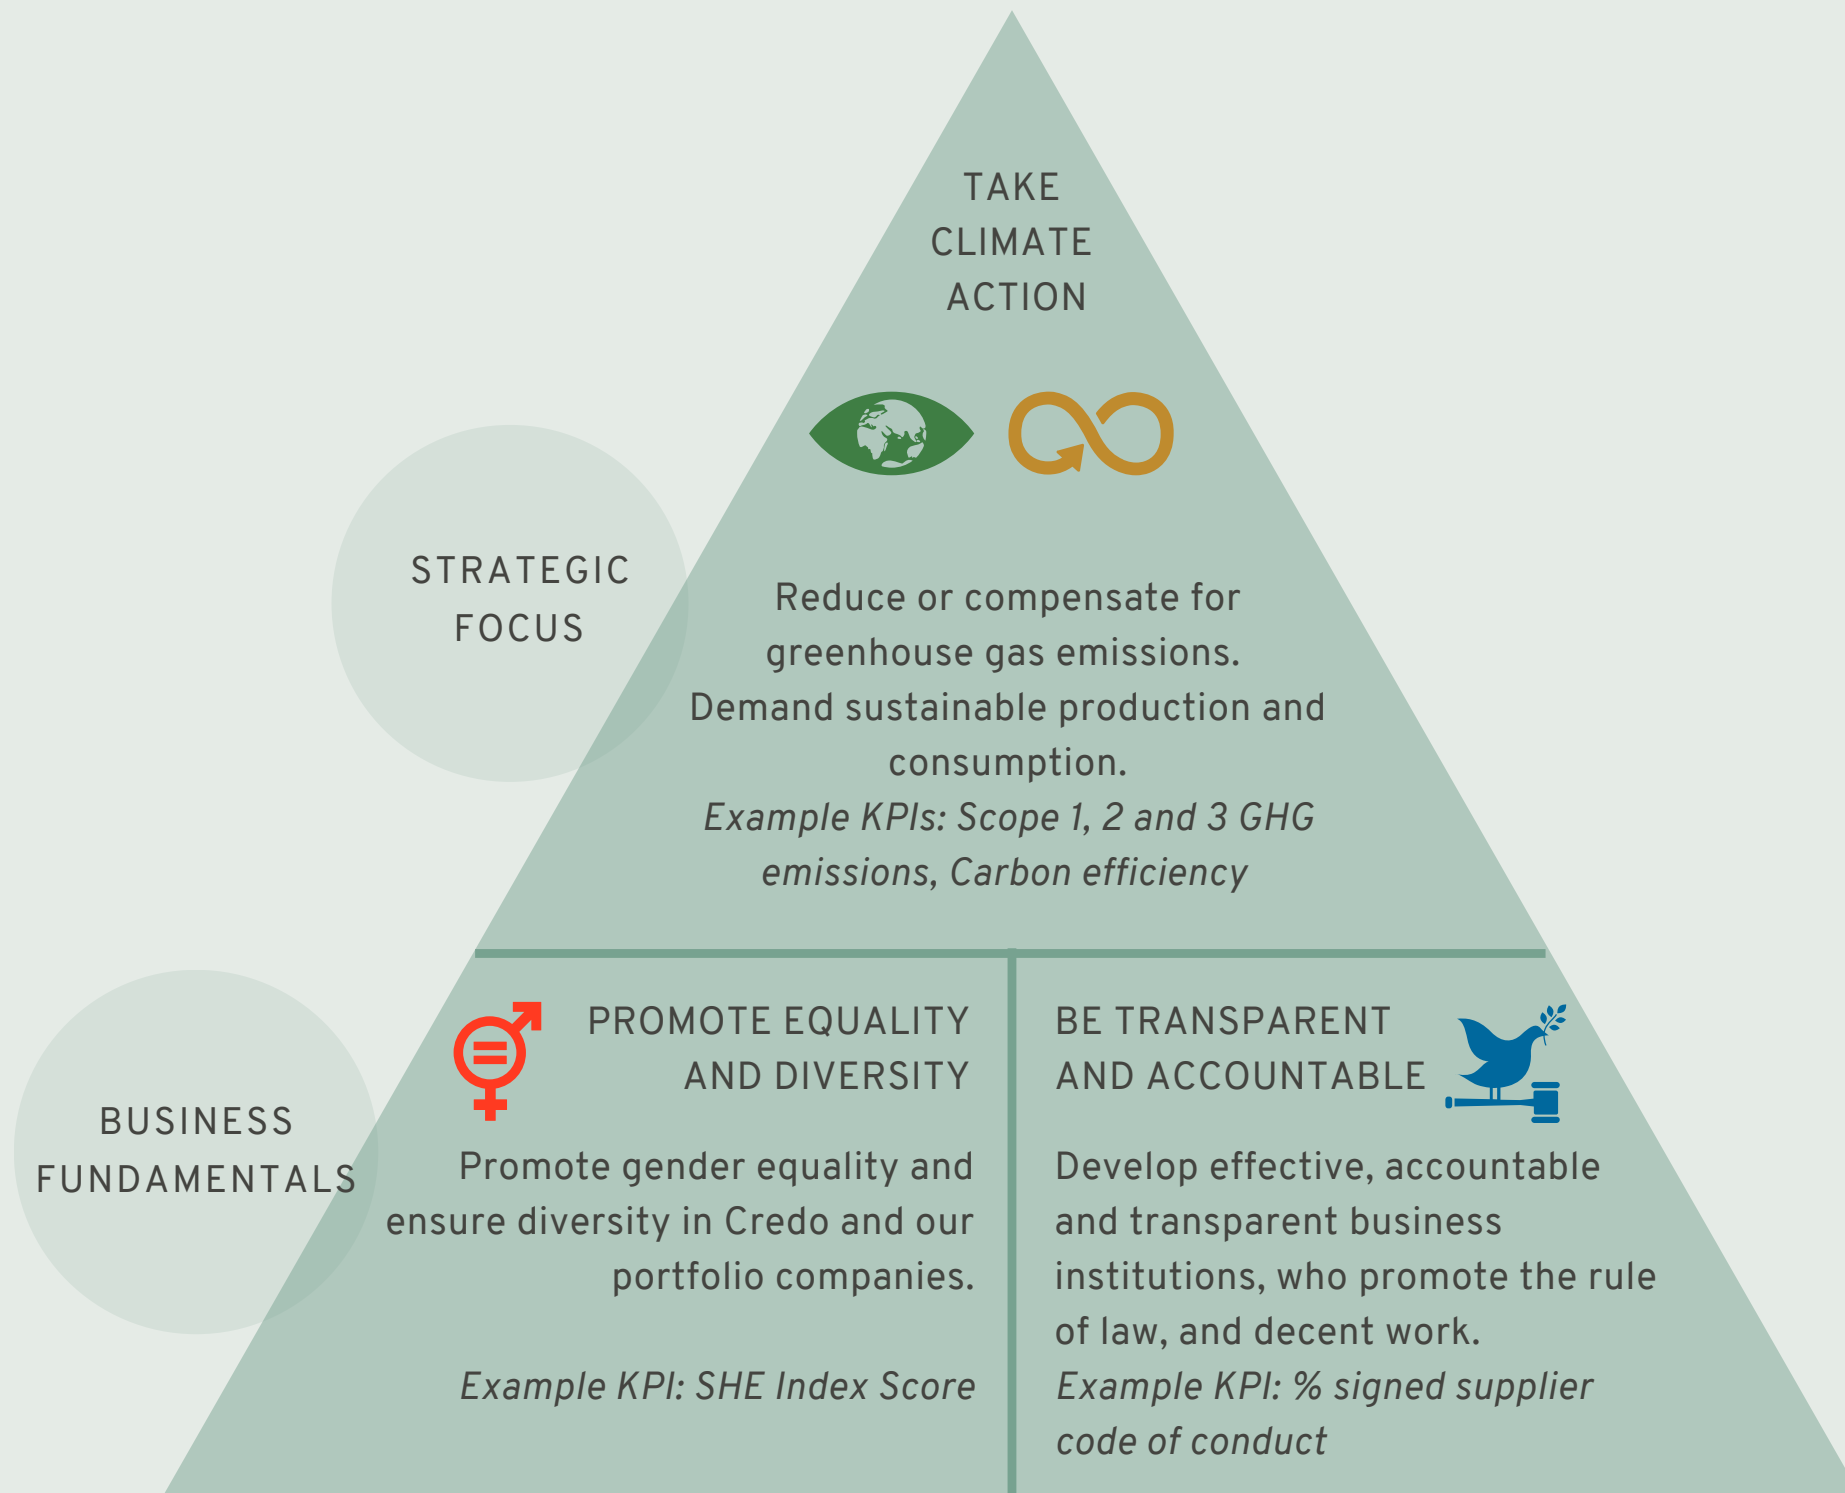 TAKE
CLIMATE
ACTION
STRATEGIC
FOCUS
Reduce or compensate for
greenhouse gas emissions.
Demand sustainable production and
consumption.
Example KPIs: Scope 1, 2 and 3 GHG
emissions, Carbon efficiency
BUSINESS
FUNDAMENTALS
PROMOTE EQUALITY
AND DIVERSITY
Promote gender equality and
ensure diversity in Credo and our
portfolio companies.
Example KPI: SHE Index Score
BE TRANSPARENT
AND ACCOUNTABLE
Develop effective, accountable
and transparent business
institutions, who promote the rule
of law, and decent work.
Example KPI: % signed supplier
code of conduct